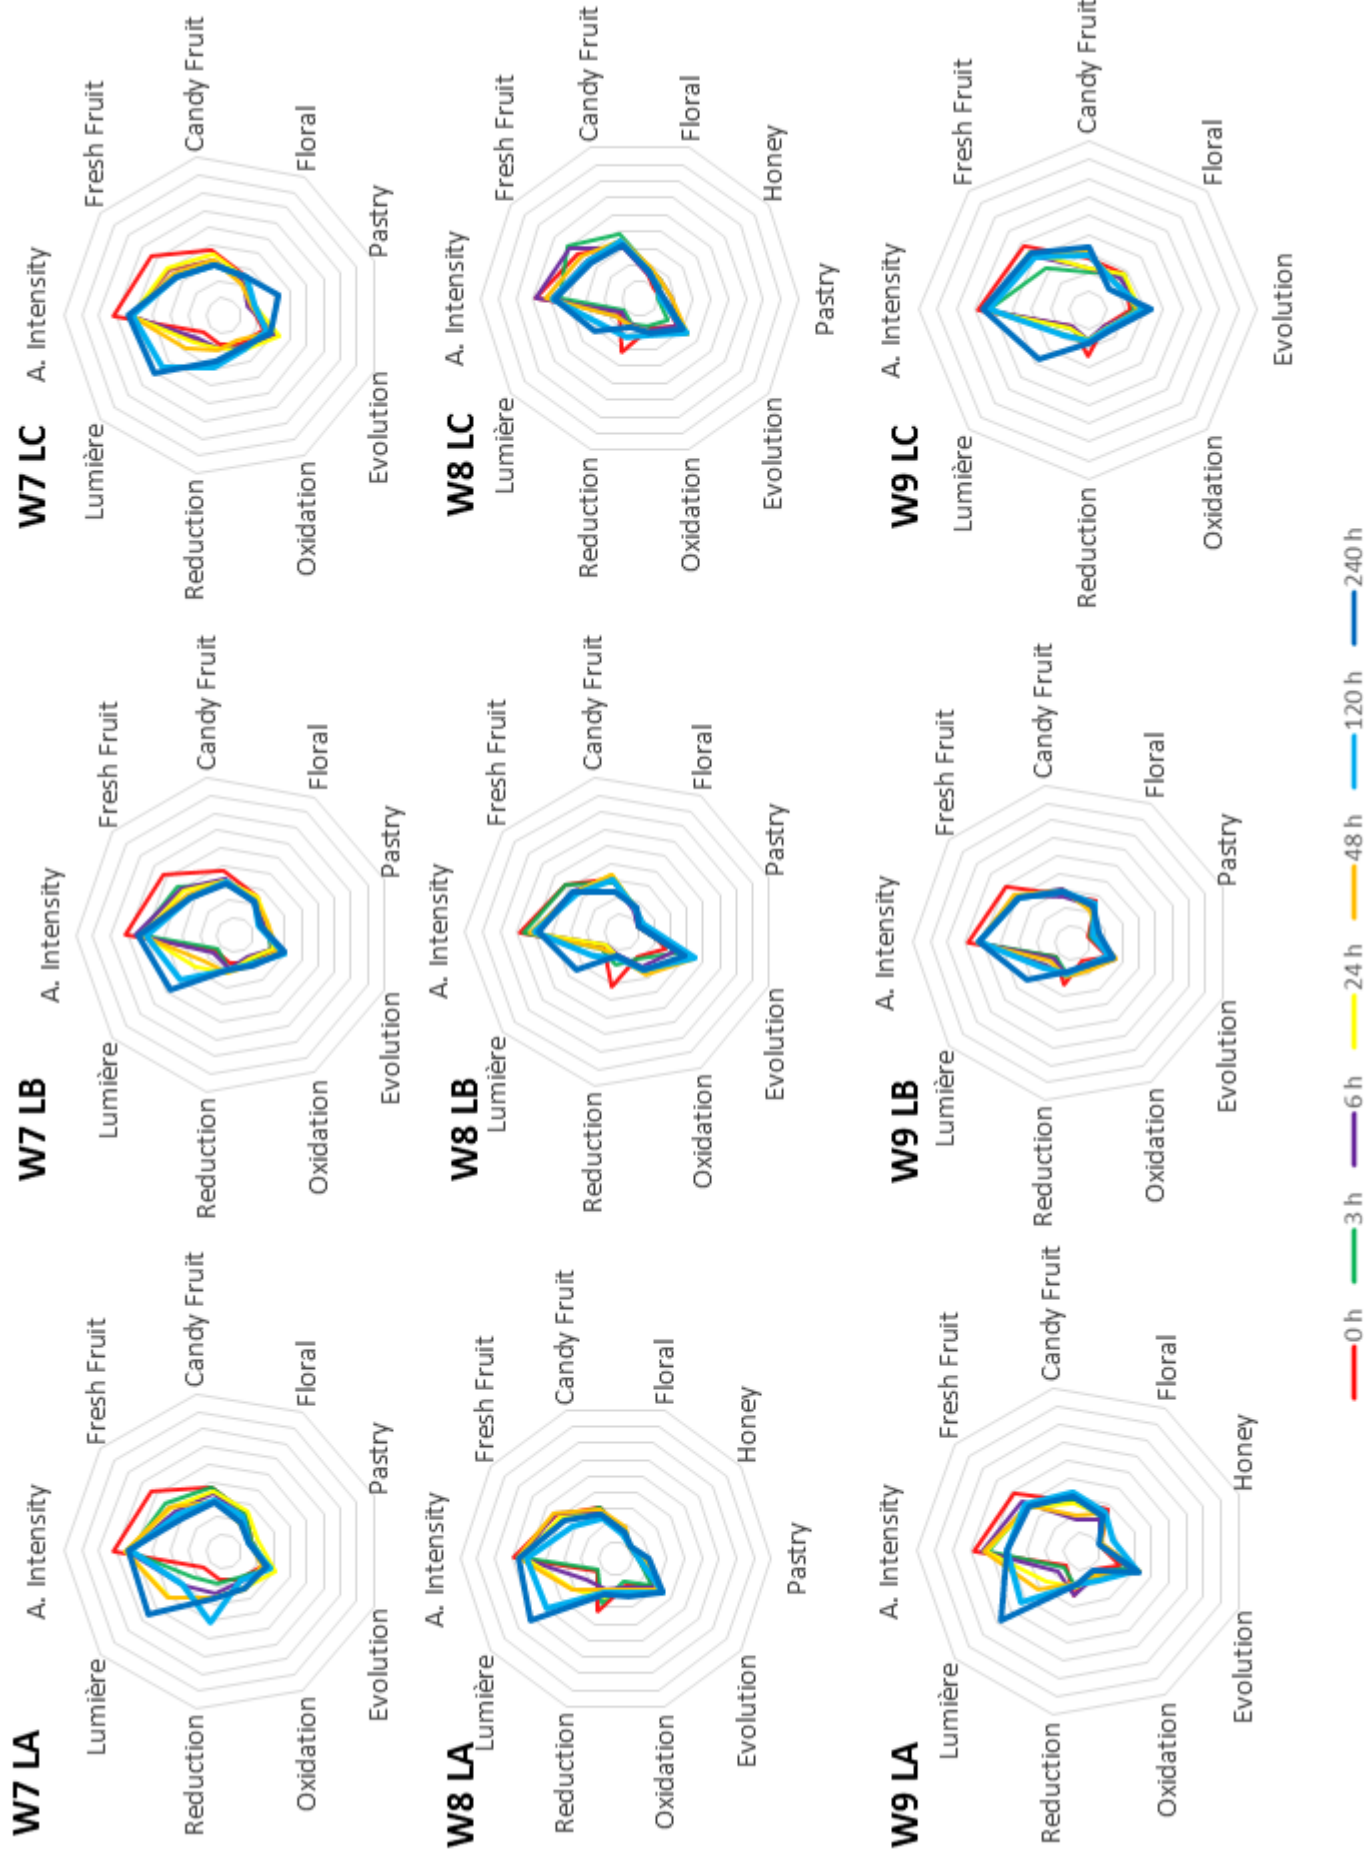 W7 LA
A. Intensity
Fresh Fruit
Candy Fruit
Floral
Pastry
Evolution
Oxidation
Reduction
Lumière
W7 LB
A. Intensity
Fresh Fruit
Candy Fruit
Floral
Pastry
Evolution
Oxidation
Reduction
Lumière
W7 LC
A. Intensity
Fresh Fruit
Candy Fruit
Floral
Pastry
Evolution
Oxidation
Reduction
Lumière
W8 LA
A. Intensity
Fresh Fruit
Candy Fruit
Floral
Honey
Pastry
Evolution
Oxidation
Reduction
Lumière
W8 LB
A. Intensity
Fresh Fruit
Candy Fruit
Floral
Pastry
Evolution
Oxidation
Reduction
Lumière
W8 LC
A. Intensity
Fresh Fruit
Candy Fruit
Floral
Honey
Pastry
Evolution
Oxidation
Reduction
Lumière
W9 LA
A. Intensity
Fresh Fruit
Candy Fruit
Floral
Honey
Evolution
Oxidation
Reduction
Lumière
W9 LB
A. Intensity
Fresh Fruit
Candy Fruit
Floral
Pastry
Evolution
Oxidation
Reduction
Lumière
W9 LC
A. Intensity
Fresh Fruit
Candy Fruit
Floral
Evolution
Oxidation
Reduction
Lumière
0 h 3 h 6 h 24 h 48 h 120 h 240 h